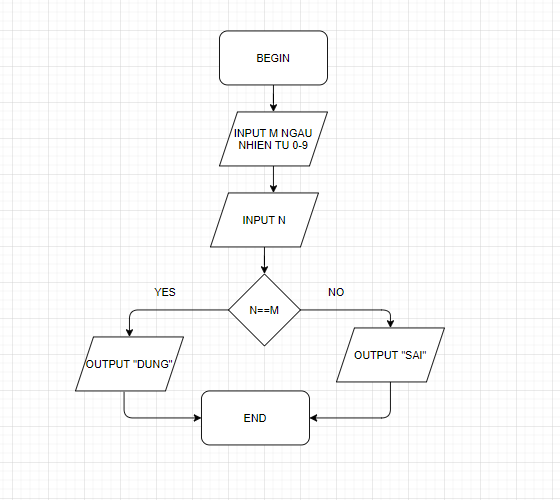 BEGIN
INPUT M NGAU
NHIEN TU 0-9
INPUT N
YES
NO
N==M
OUTPUT "DUNG"
OUTPUT "SAI"
END